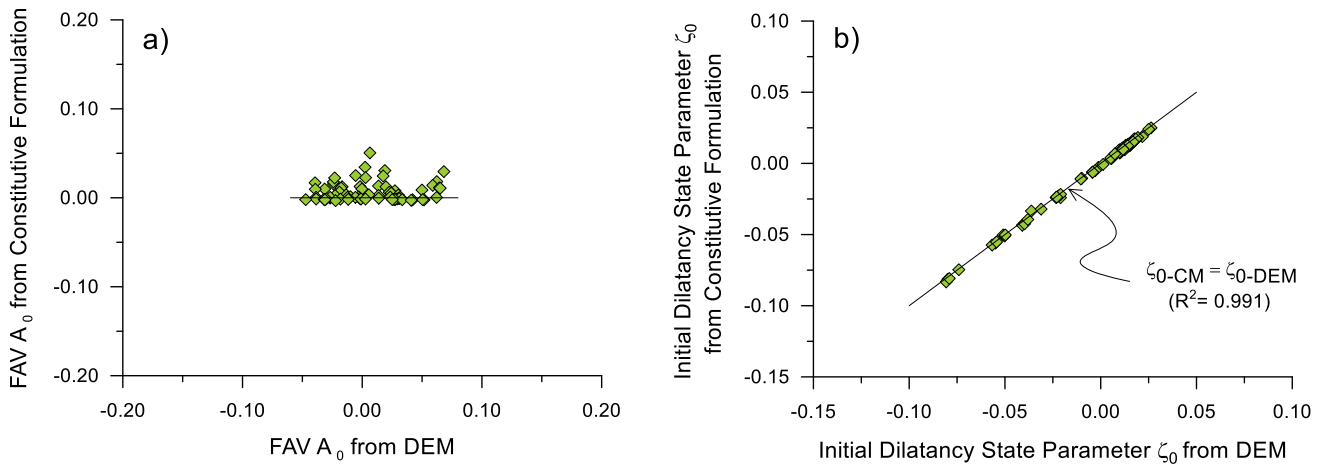 a)
FAV A0 from Constitutive Formulation
0.20
0.10
0.00
-0.10
-0.20
-0.20 -0.10 0.00 0.10 0.20
FAV A0 from DEM
b)
Initial Dilatancy State Parameter ζ0
from Constitutive Formulation
0.10
0.05
0.00
-0.05
-0.10
-0.15
-0.15 -0.10 -0.05 0.00 0.05 0.10
Initial Dilatancy State Parameter ζ0 from DEM
ζ0-CM = ζ0-DEM
(R2= 0.991)